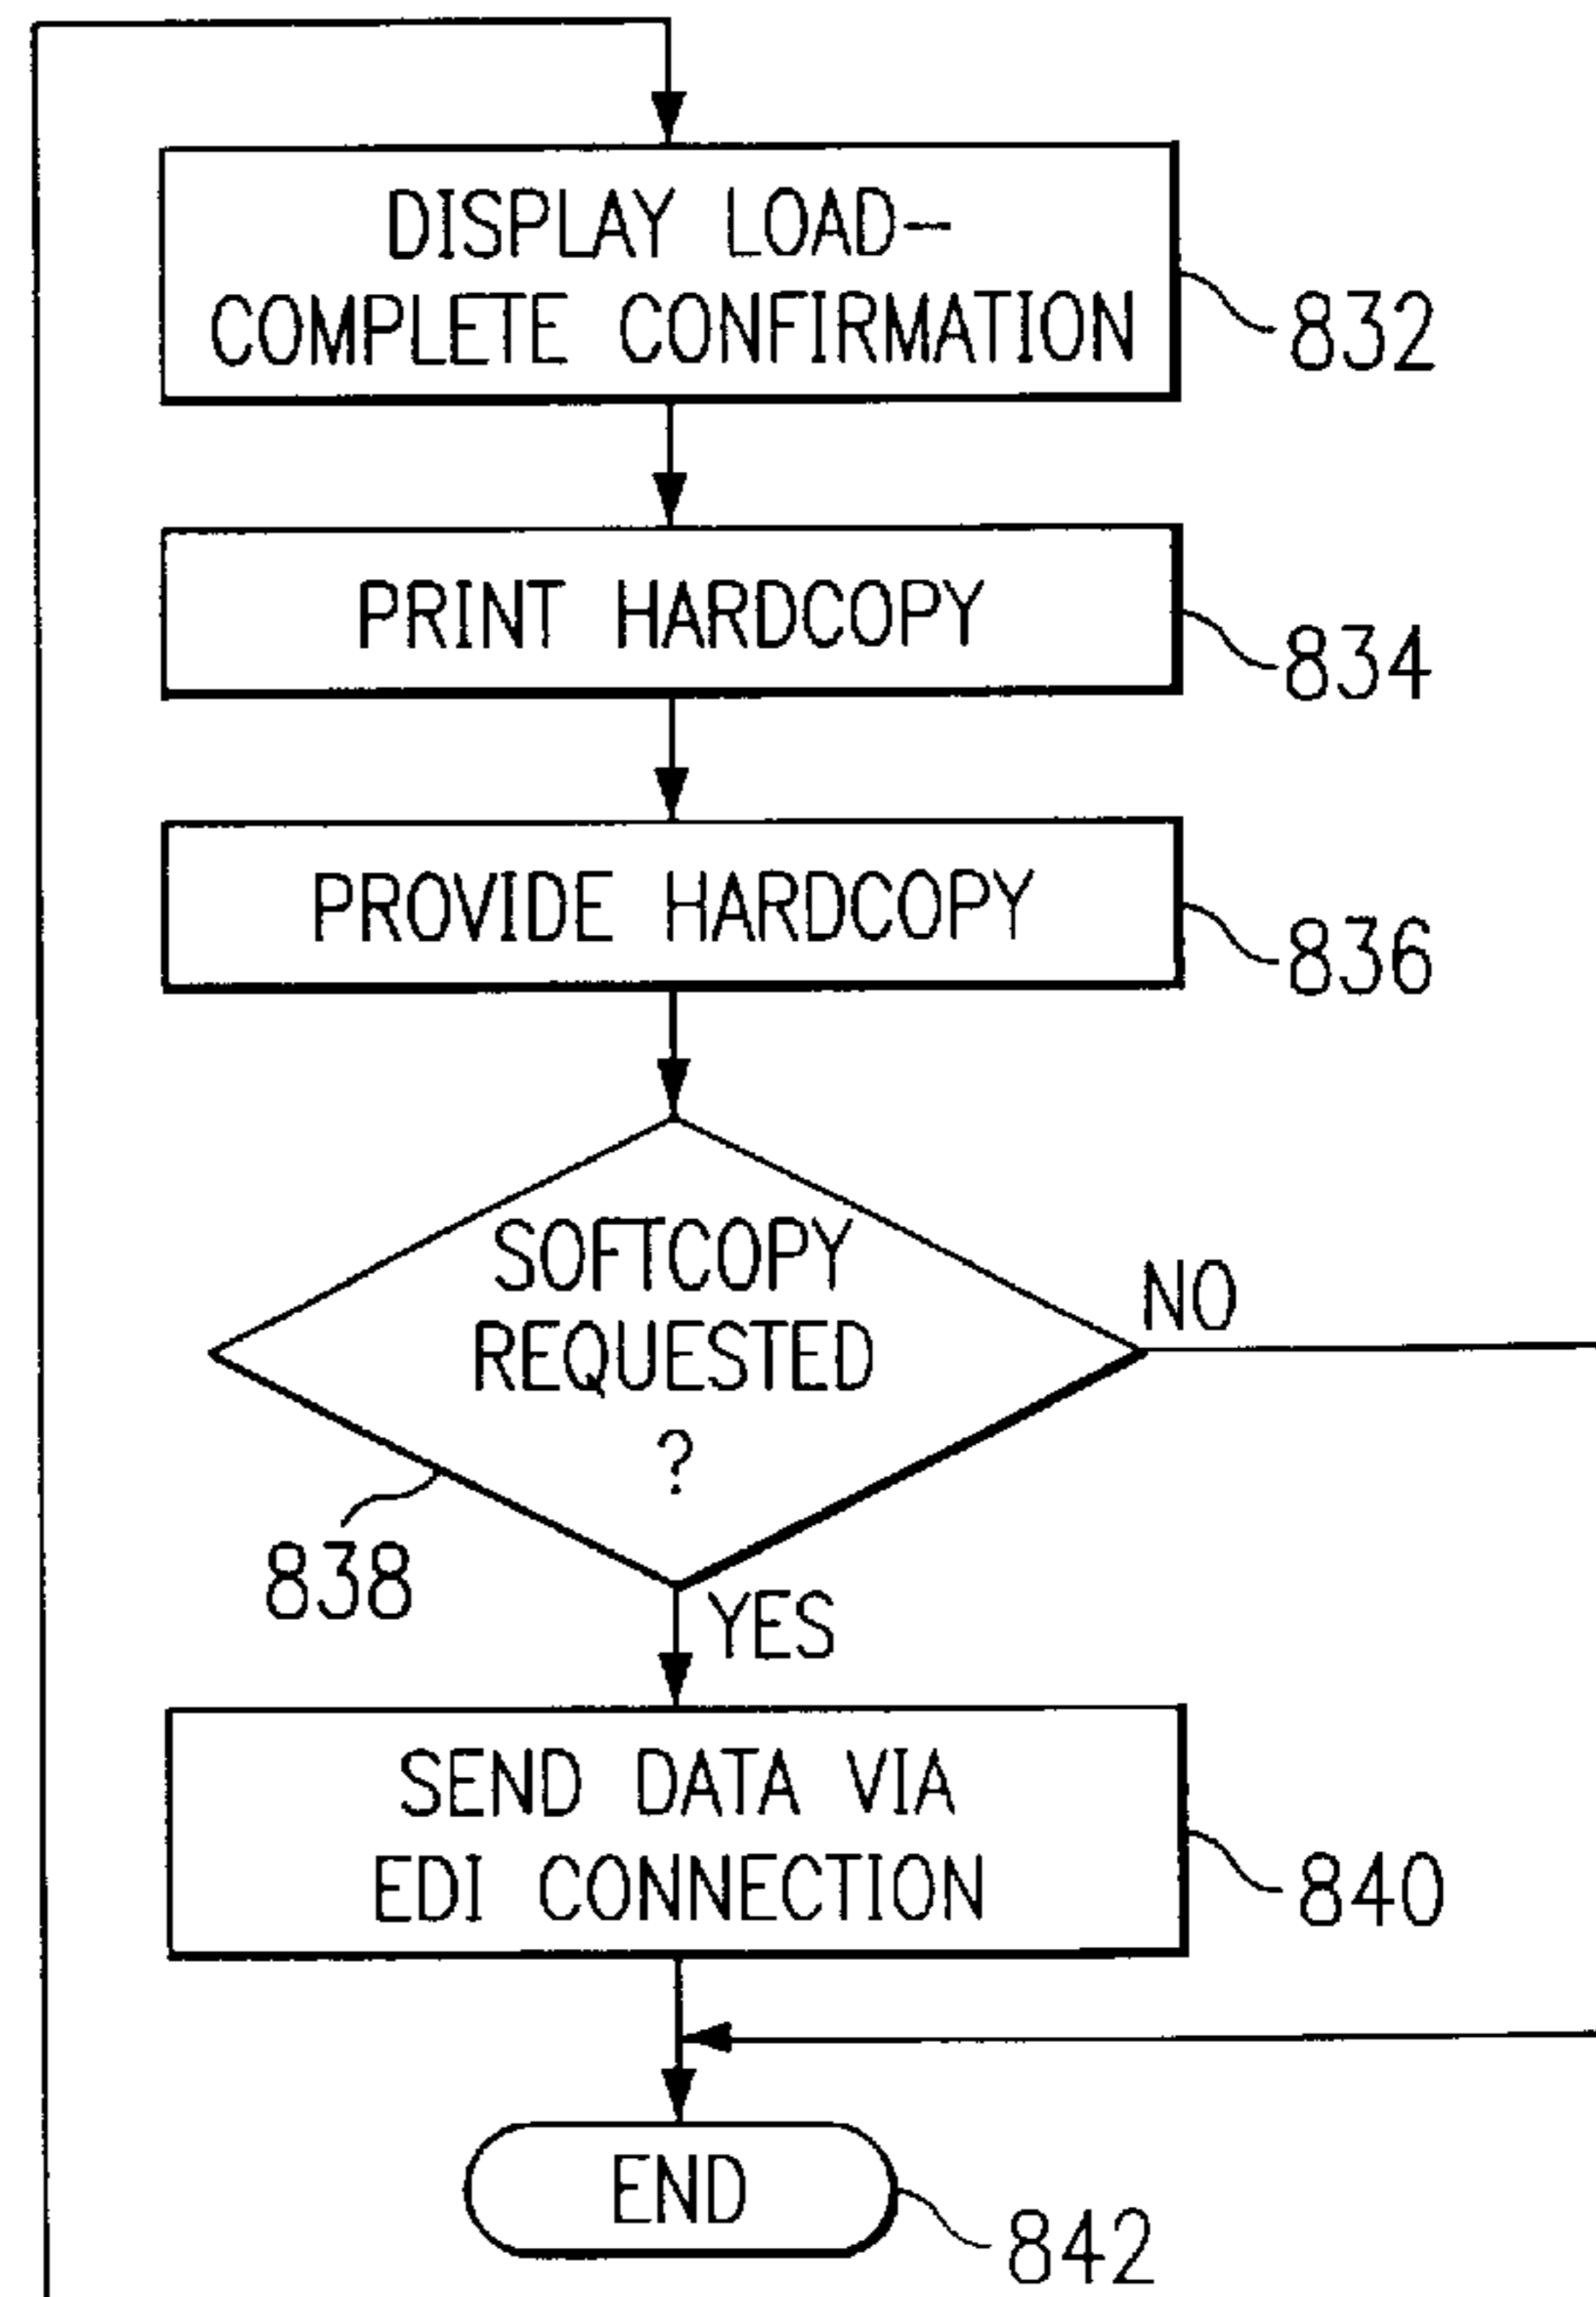 DISPLAY LOAD-
COMPLETE CONFIRMATION
832
PRINT HARDCOPY
834
PROVIDE HARDCOPY
836
SOFTCOPY
REQUESTED
?
NO
838
YES
SEND DATA VIA
EDI CONNECTION
840
END
842